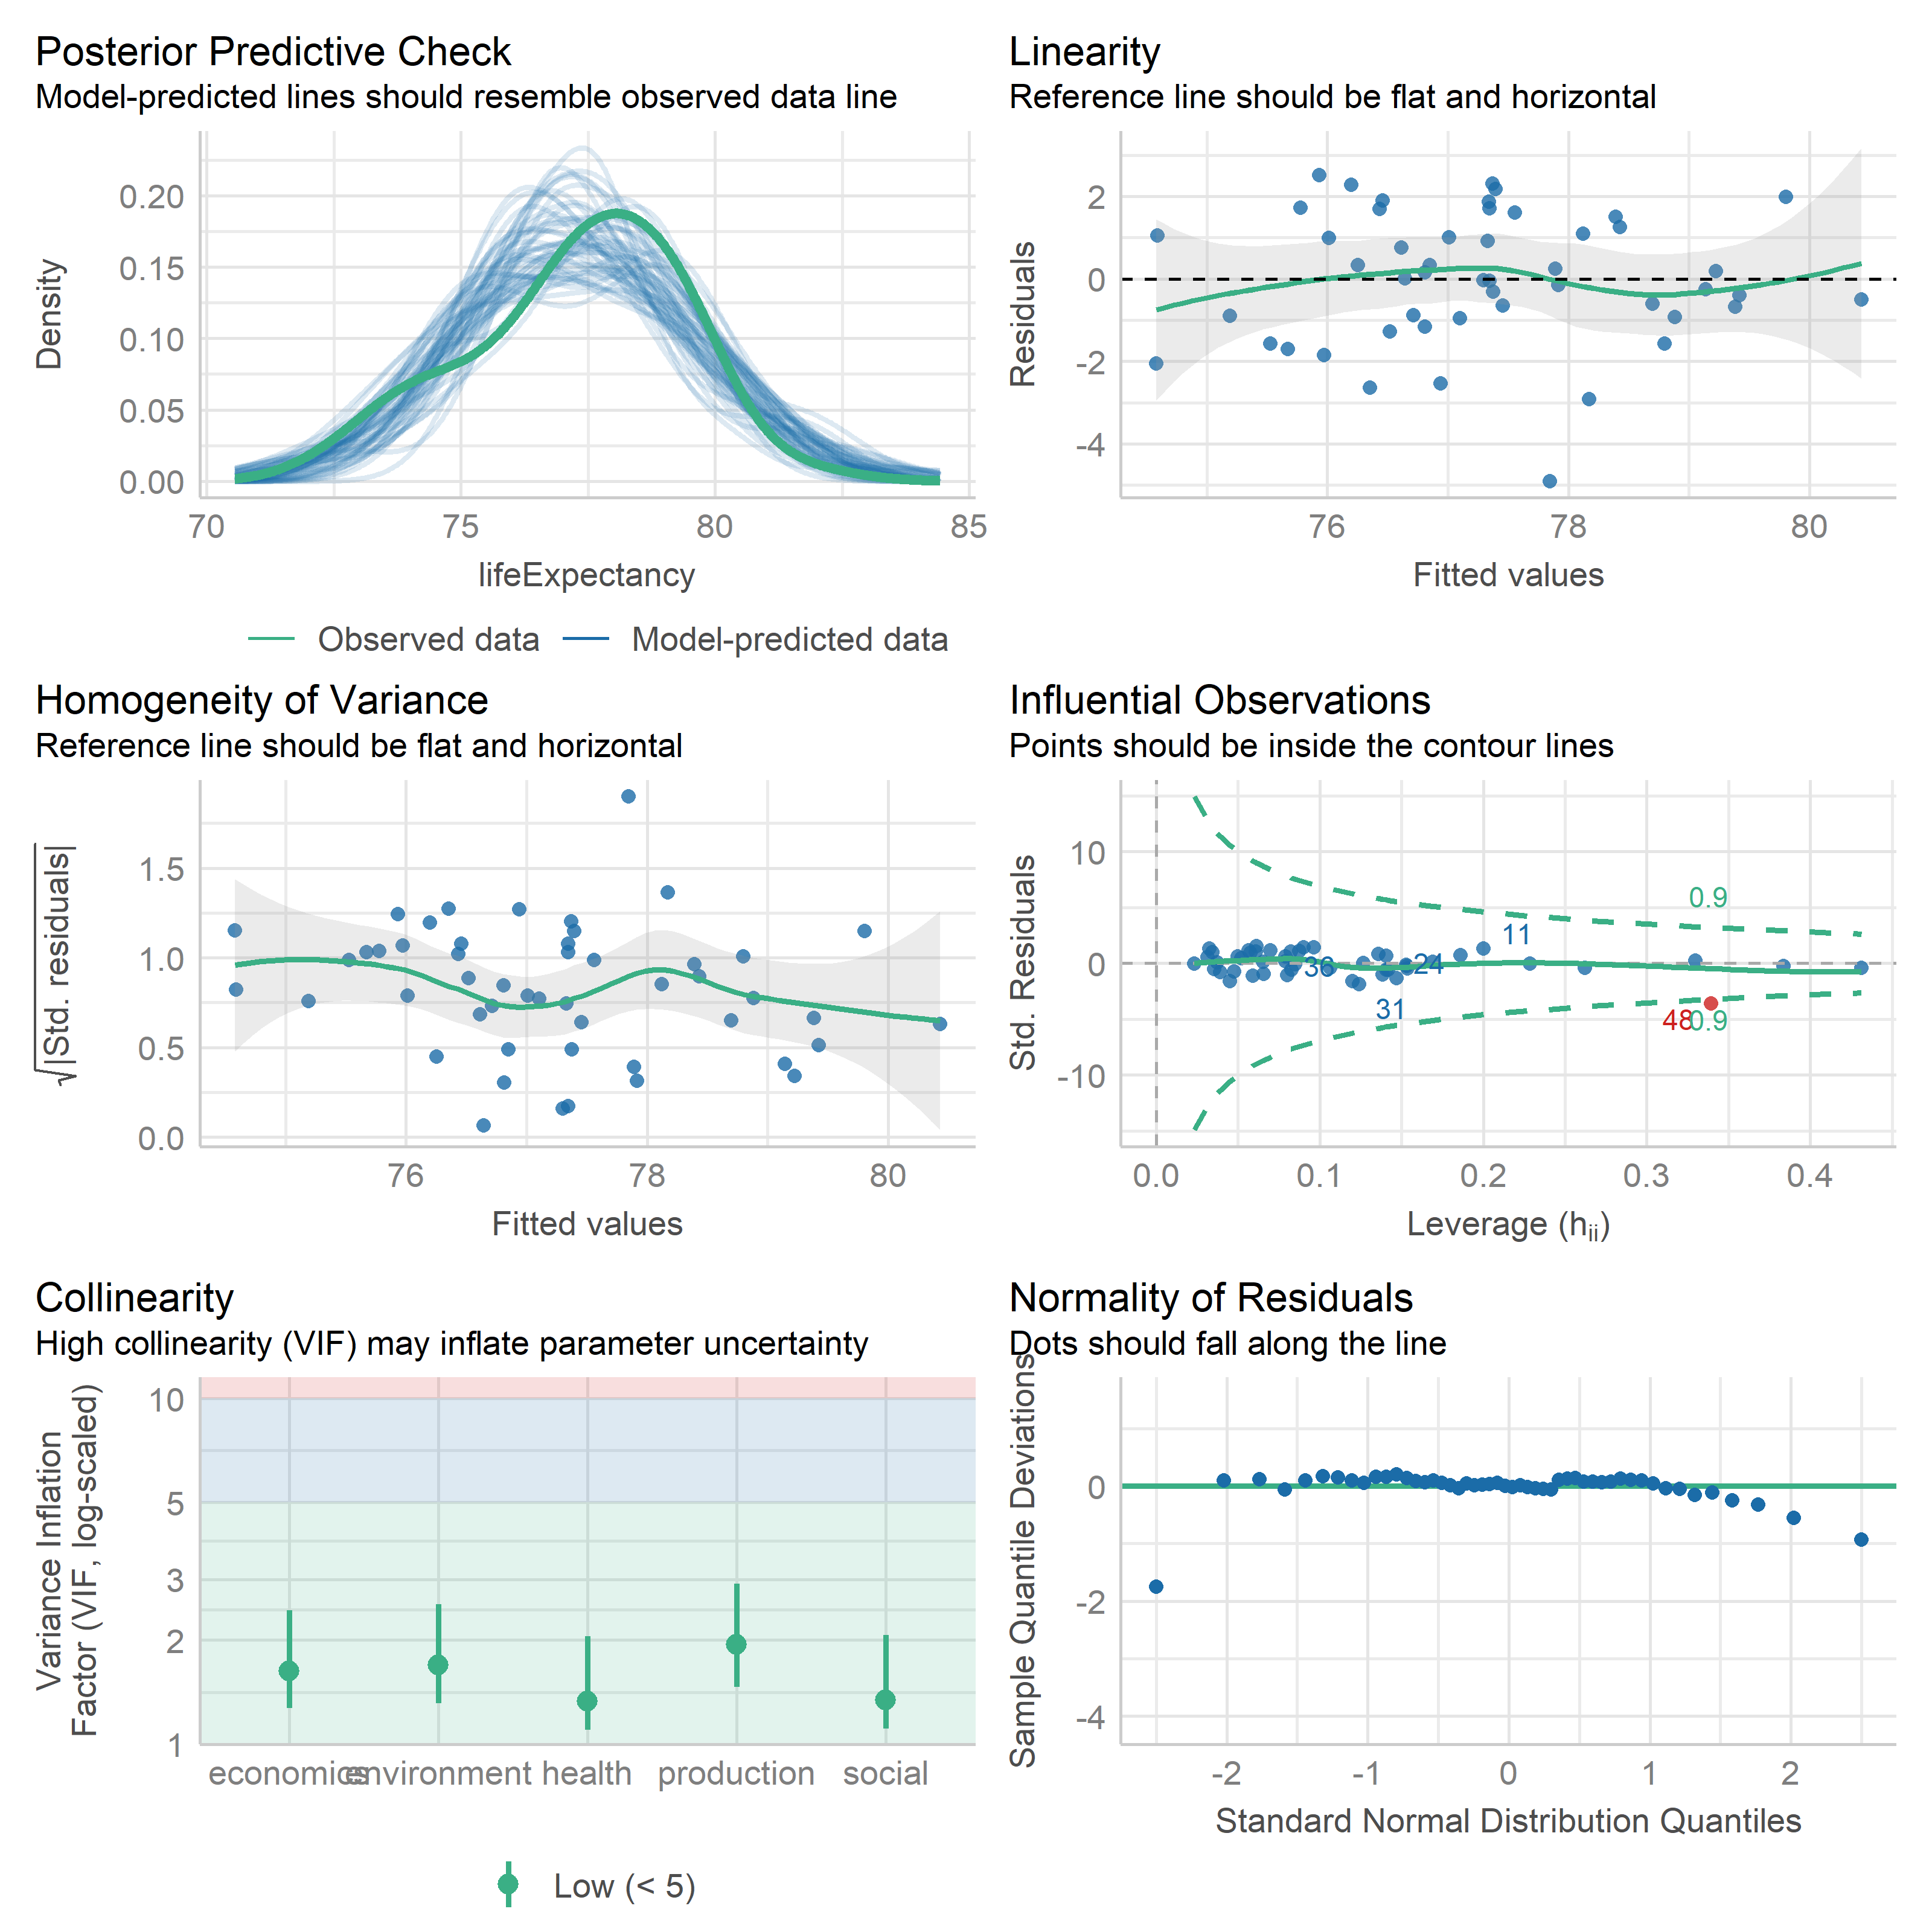 Posterior Predictive Check
Model-predicted lines should resemble observed data line
Density
0.20
0.15
0.10
0.05
0.00
70 75 80 85
lifeExpectancy
Observed data Model-predicted data
Linearity
Reference line should be flat and horizontal
Residuals
2
0
-2
-4
76 78 80
Fitted values
Homogeneity of Variance
Reference line should be flat and horizontal
√|Std. residuals|
1.5
1.0
0.5
0.0
76 78 80
Fitted values
Influential Observations
Points should be inside the contour lines
Std. Residuals
10
0
-10
0.9
11
36
24
31
48
0.9
0.0 0.1 0.2 0.3 0.4
Leverage (hii)
Collinearity
High collinearity (VIF) may inflate parameter uncertainty
Variance Inflation
Factor (VIF, log-scaled)
10
5
3
2
1
economics environment health production social
Low (< 5)
Normality of Residuals
Dots should fall along the line
Sample Quantile Deviations
0
-2
-4
-2 -1 0 1 2
Standard Normal Distribution Quantiles